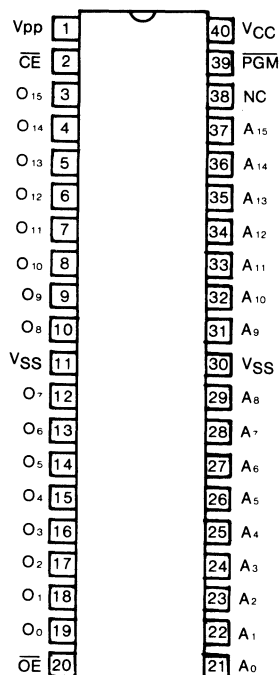 Vpp 1 40 VCC
CE 2 39 PGM
O15 3 38 NC
O14 4 37 A15
O13 5 36 A14
O12 6 35 A13
O11 7 34 A12
O10 8 33 A11
O9 9 32 A10
O8 10 31 A9
VSS 11 30 VSS
O7 12 29 A8
O6 13 28 A7
O5 14 27 A6
O4 15 26 A5
O3 16 25 A4
O2 17 24 A3
O1 18 23 A2
O0 19 22 A1
OE 20 21 A0